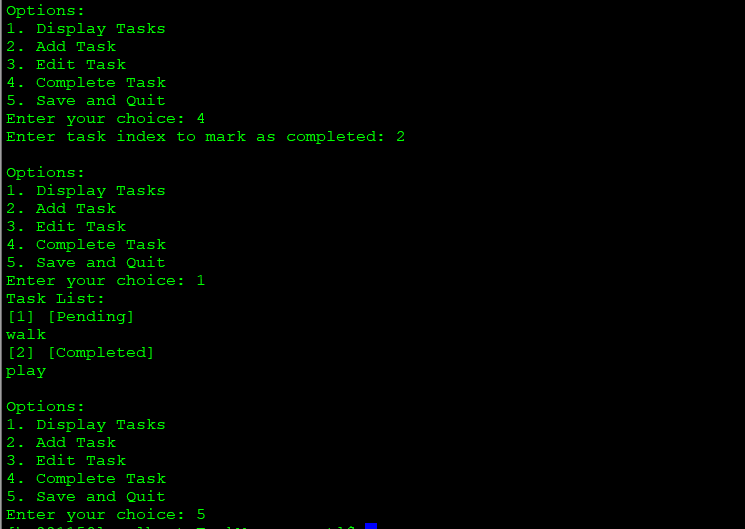 Options:
1. Display Tasks
2. Add Task
3. Edit Task
4. Complete Task
5. Save and Quit
Enter your choice: 4
Enter task index to mark as completed: 2
Options:
1. Display Tasks
2. Add Task
3. Edit Task
4. Complete Task
5. Save and Quit
Enter your choice: 1
Task List:
[1] [Pending]
walk
[2] [Completed]
play
Options:
1. Display Tasks
2. Add Task
3. Edit Task
4. Complete Task
5. Save and Quit
Enter your choice: 5